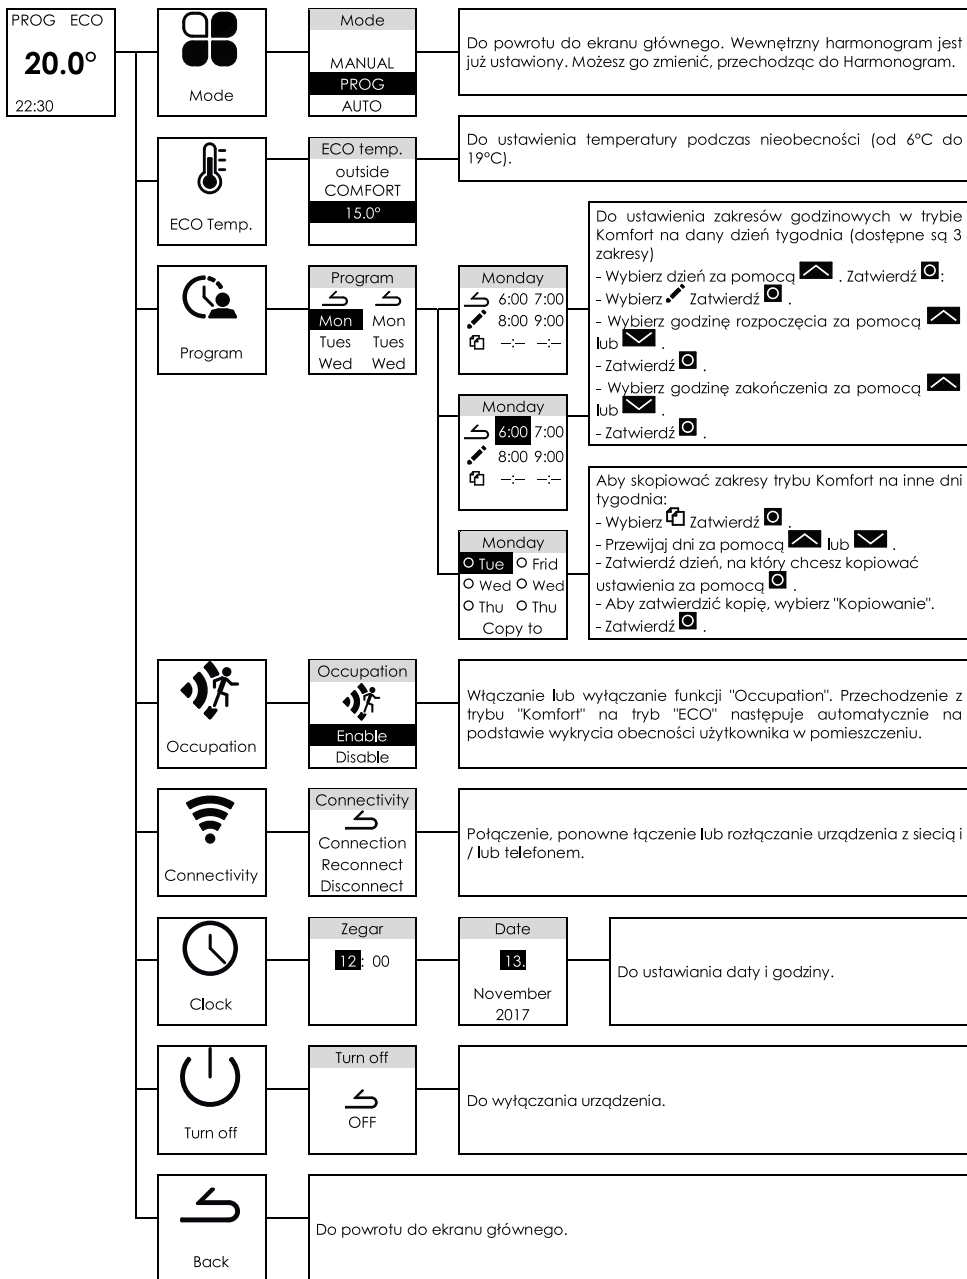 PROG ECO
20.0°
22:30
Mode
Mode
MANUAL
PROG
AUTO
Do powrotu do ekranu głównego. Wewnętrzny harmonogram jest
już ustawiony. Możesz go zmienić, przechodząc do Harmonogram.
ECO Temp.
ECO temp.
outside
COMFORT
15.0°
Do ustawienia temperatury podczas nieobecności (od 6°C do
19°C).
Program
Program
Mon Mon
Tues Tues
Wed Wed
Monday
6:00 7:00
8:00 9:00
–:– –:–
Monday
6:00 7:00
8:00 9:00
–:– –:–
Do ustawienia zakresów godzinowych w trybie
Komfort na dany dzień tygodnia (dostępne są 3
zakresy)
- Wybierz dzień za pomocą . Zatwierdź :
- Wybierz Zatwierdź .
- Wybierz godzinę rozpoczęcia za pomocą
lub .
- Zatwierdź .
- Wybierz godzinę zakończenia za pomocą
lub .
- Zatwierdź .
Monday
Tue Frid
Wed Wed
Thu Thu
Copy to
Aby skopiować zakresy trybu Komfort na inne dni
tygodnia:
- Wybierz Zatwierdź .
- Przewijaj dni za pomocą lub .
- Zatwierdź dzień, na który chcesz kopiować
ustawienia za pomocą .
- Aby zatwierdzić kopię, wybierz "Kopiowanie".
- Zatwierdź .
Occupation
Occupation
Enable
Disable
Włączanie lub wyłączanie funkcji "Occupation". Przechodzenie z
trybu "Komfort" na tryb "ECO" następuje automatycznie na
podstawie wykrycia obecności użytkownika w pomieszczeniu.
Connectivity
Connectivity
Connection
Reconnect
Disconnect
Połączenie, ponowne łączenie lub rozłączanie urządzenia z siecią i
/ lub telefonem.
Clock
Zegar
12 : 00
Date
13.
November
2017
Do ustawiania daty i godziny.
Turn off
Turn off
OFF
Do wyłączania urządzenia.
Back
Do powrotu do ekranu głównego.